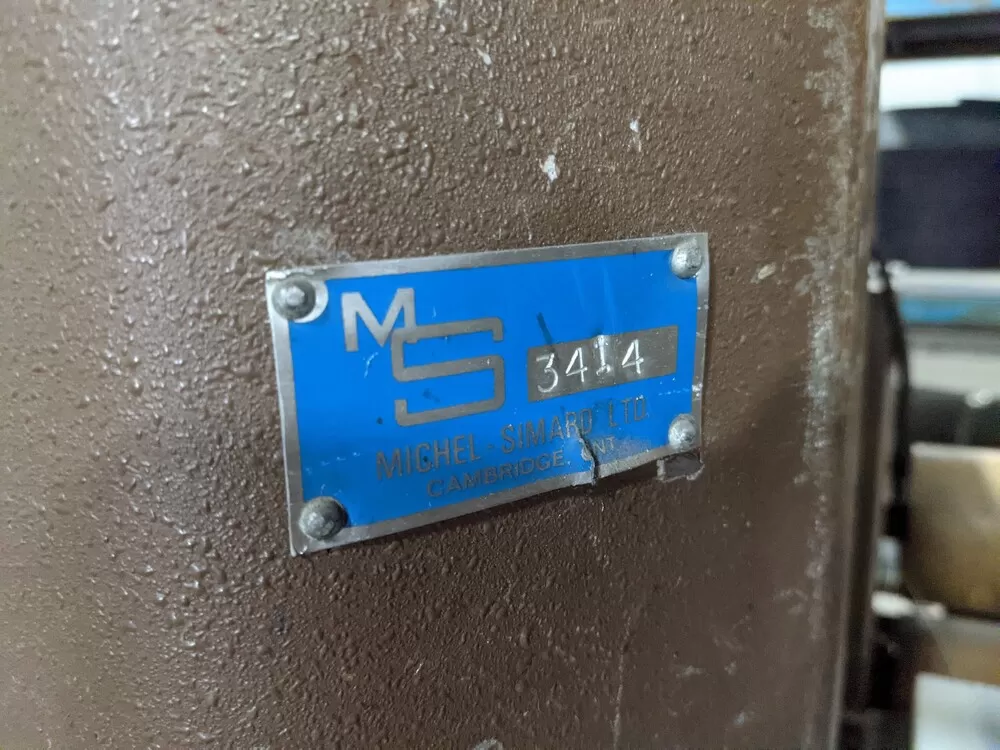 MS
3414
MICHEL-SIMARD LTD.
CAMBRIDGE, ONT.